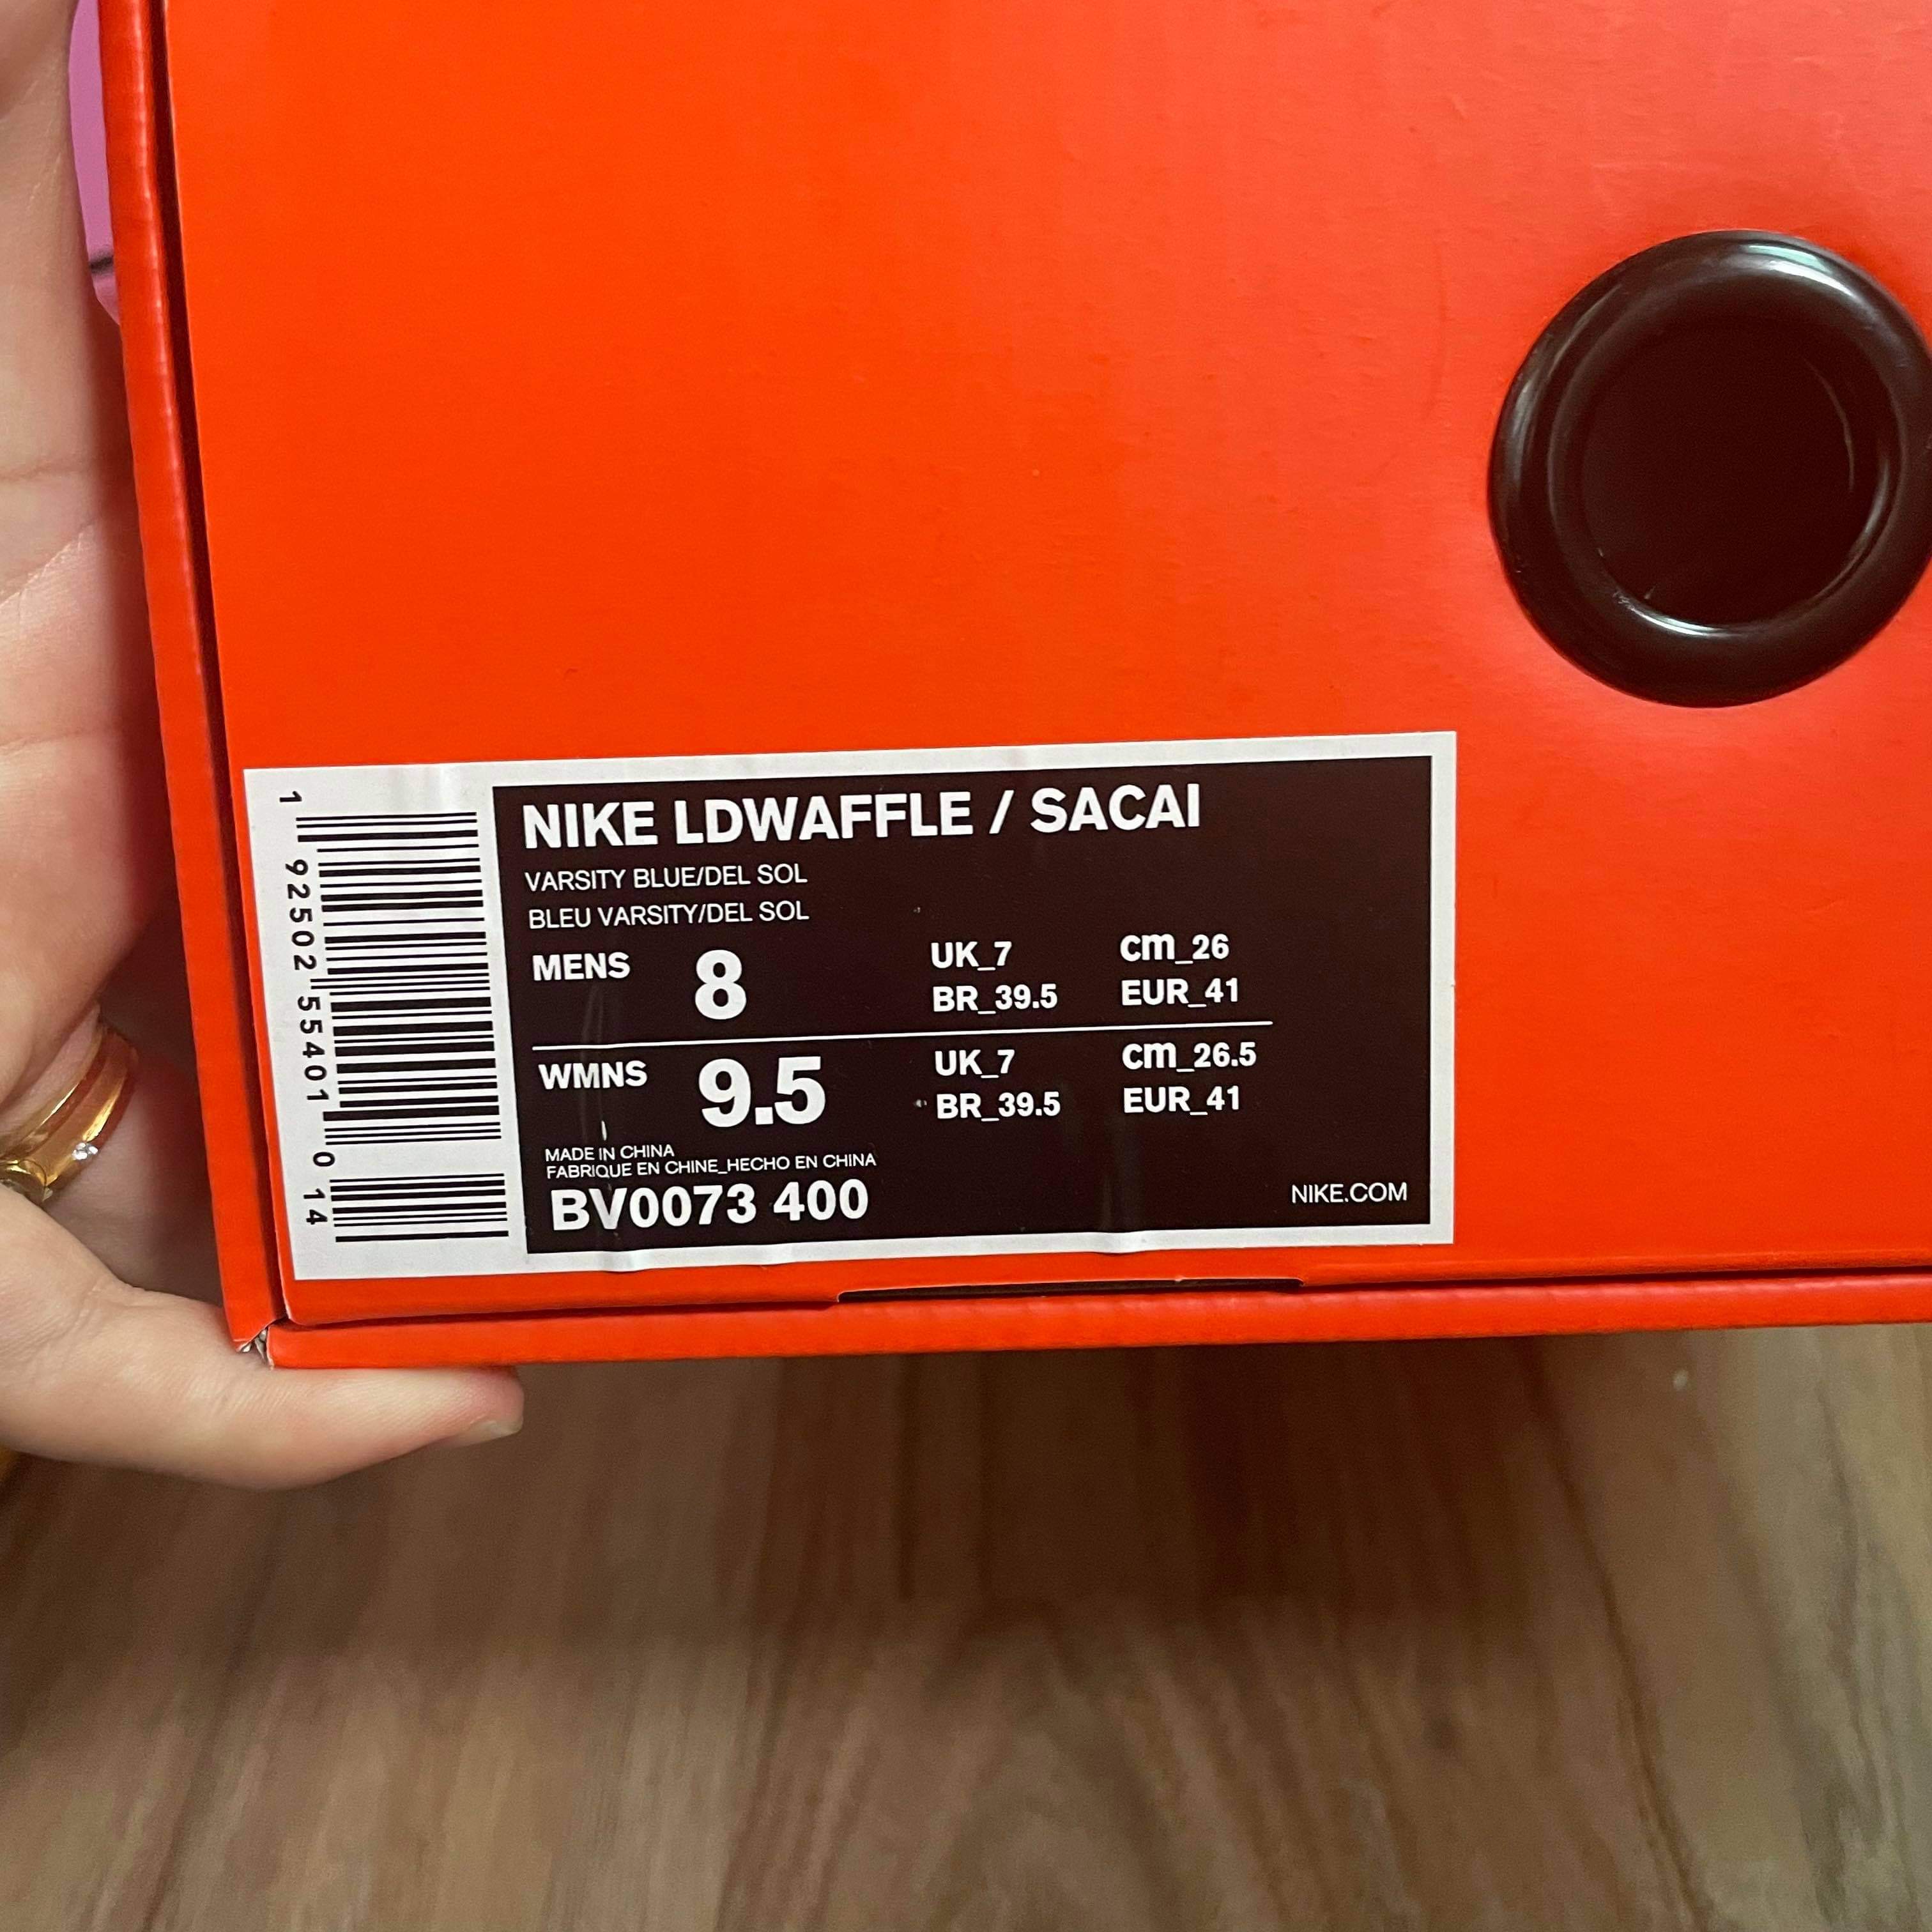 NIKE LDWAFFLE / SACAI
VARSITY BLUE/DEL SOL
BLEU VARSITY/DEL SOL
MENS 8 UK_7 cm_26
BR_39.5 EUR_41
WMNS 9.5 UK_7 cm_26.5
BR_39.5 EUR_41
MADE IN CHINA
FABRIQUE EN CHINE_HECHO EN CHINA
BV0073 400
NIKE.COM
1 92502 55401 0 14